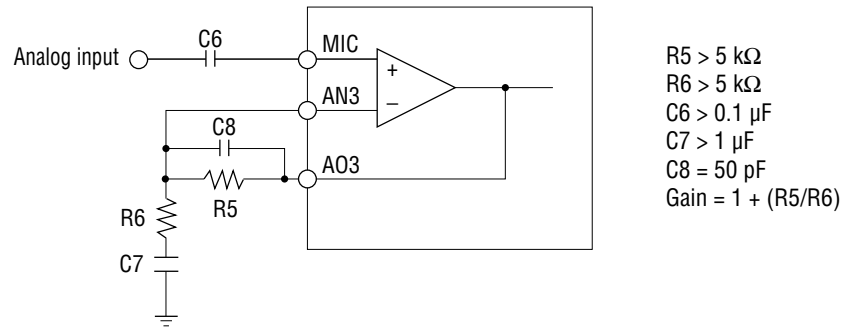 Analog input
C6
MIC
+
AN3
–
C8
AO3
R5
R6
C7
R5 > 5 kΩ
R6 > 5 kΩ
C6 > 0.1 μF
C7 > 1 μF
C8 = 50 pF
Gain = 1 + (R5/R6)